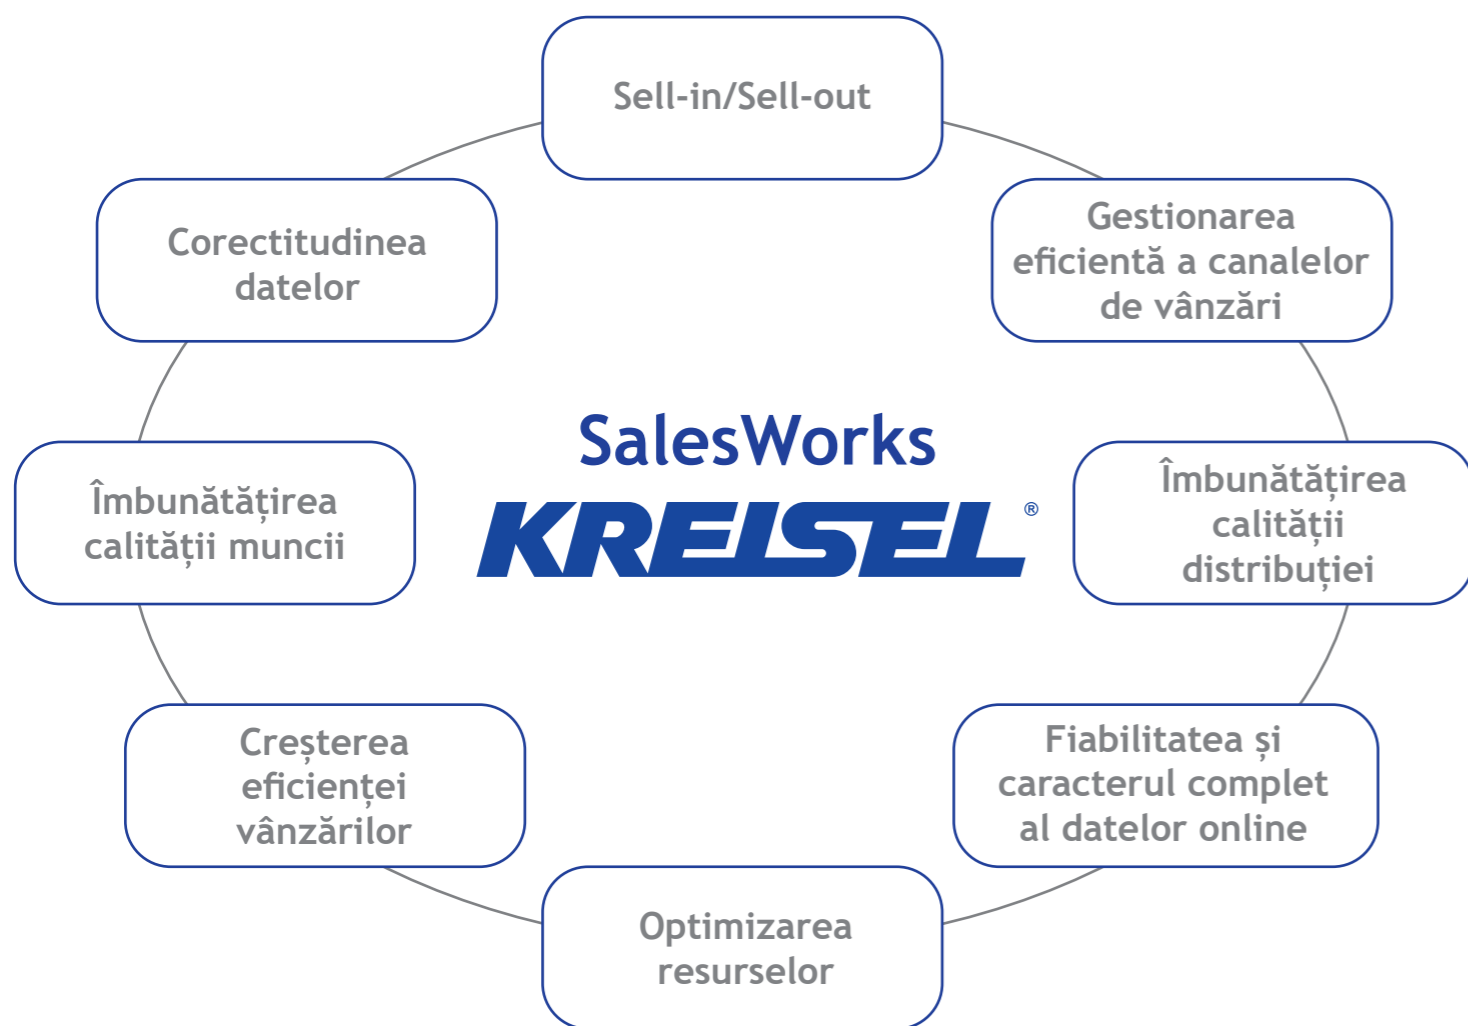 Sell-in/Sell-out
Gestionarea
eficientă a canalelor
de vânzări
Corectitudinea
datelor
SalesWorks
KREISEL®
Îmbunătățirea
calității muncii
Îmbunătățirea
calității
distribuției
Creșterea
eficienței
vânzărilor
Fiabilitatea și
caracterul complet
al datelor online
Optimizarea
resurselor